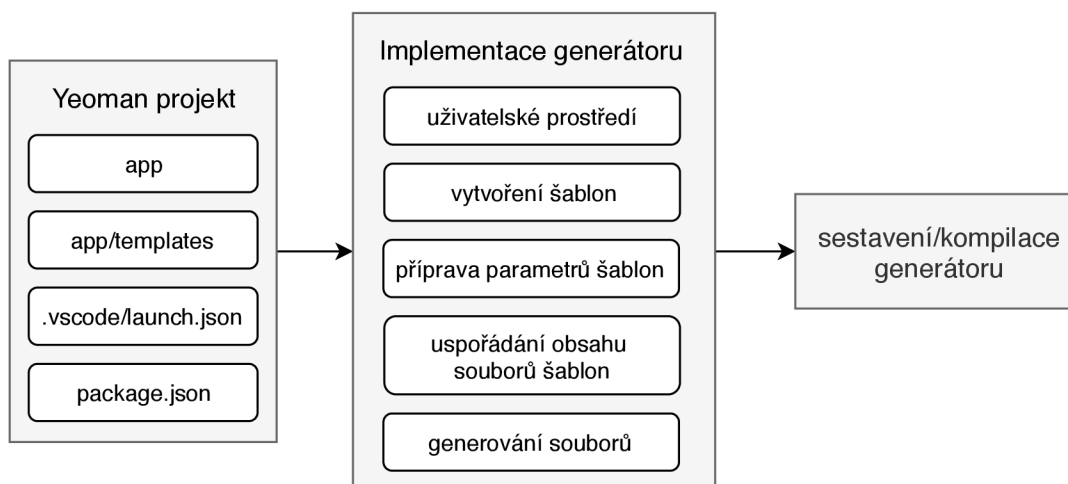 Yeoman projekt
app
app/templates
.vscode/launch.json
package.json
Implementace generátoru
uživatelské prostředí
vytvoření šablon
příprava parametrů šablon
uspořádání obsahu
souborů šablon
generování souborů
sestavení/kompilace
generátoru